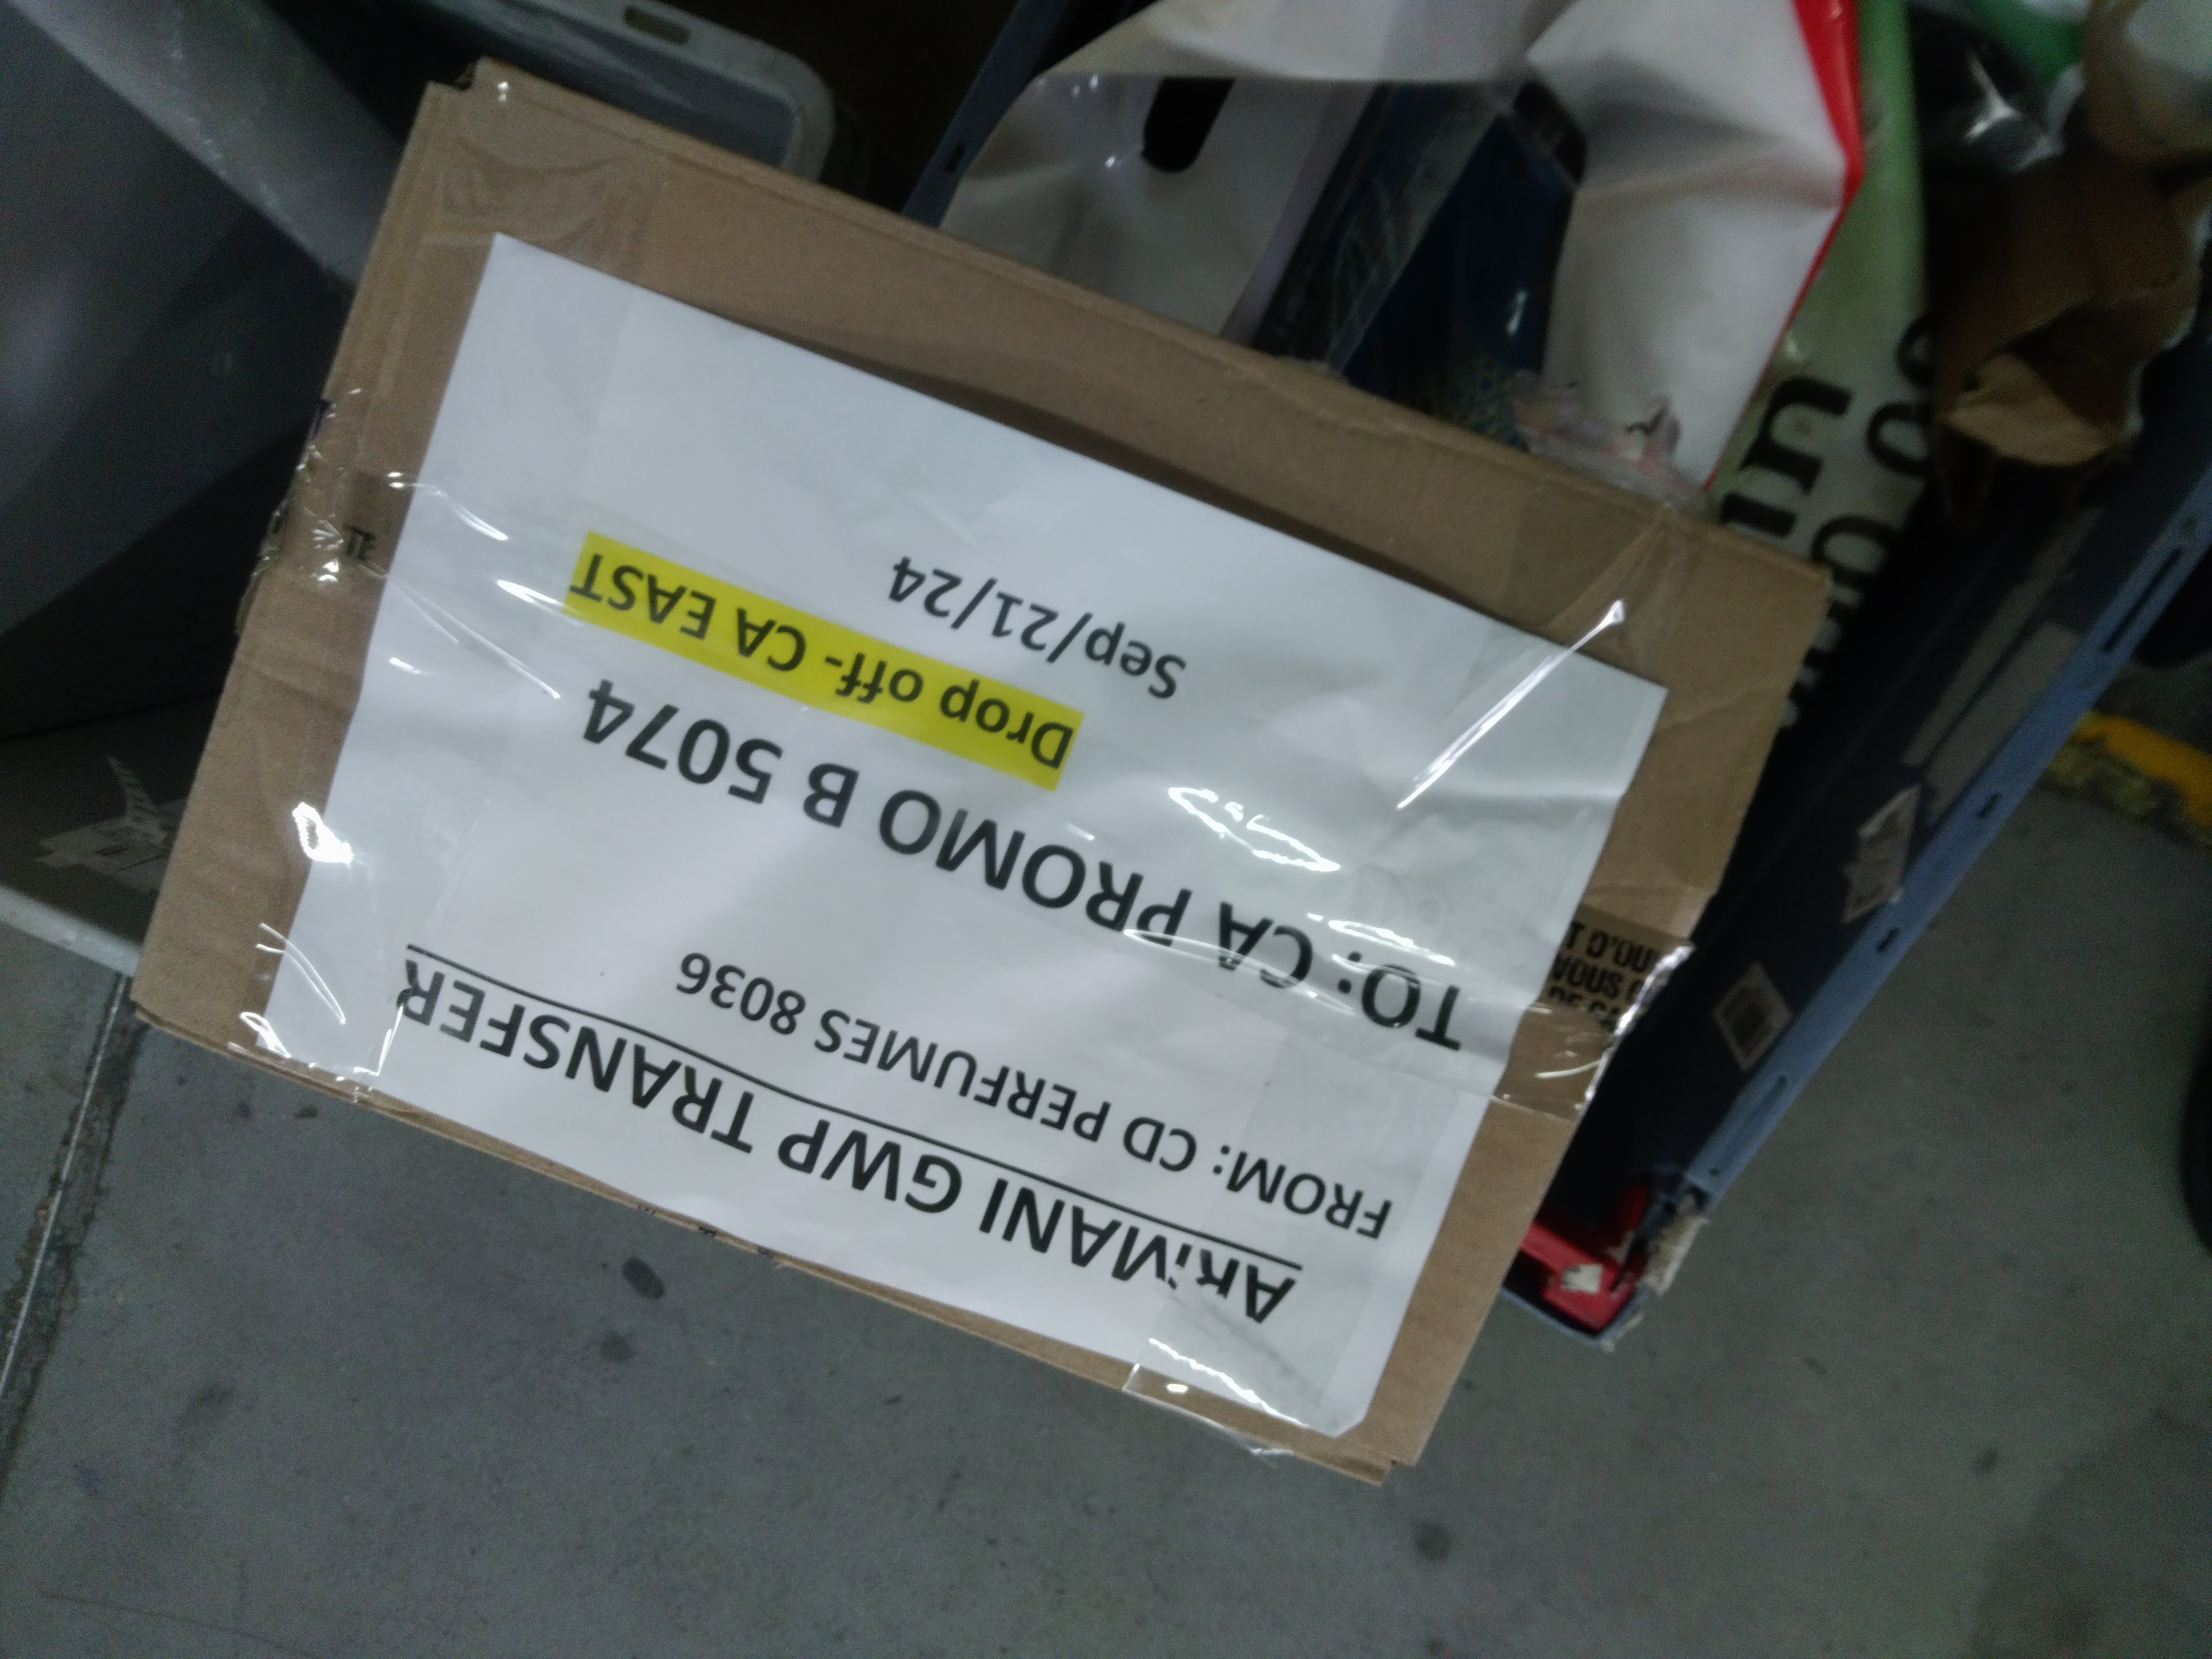 ARMANI GWP TRANSFER
FROM: CD PERFUMES 8036
TO: CA PROMO B 5074
Drop off- CA EAST
Sep/21/24